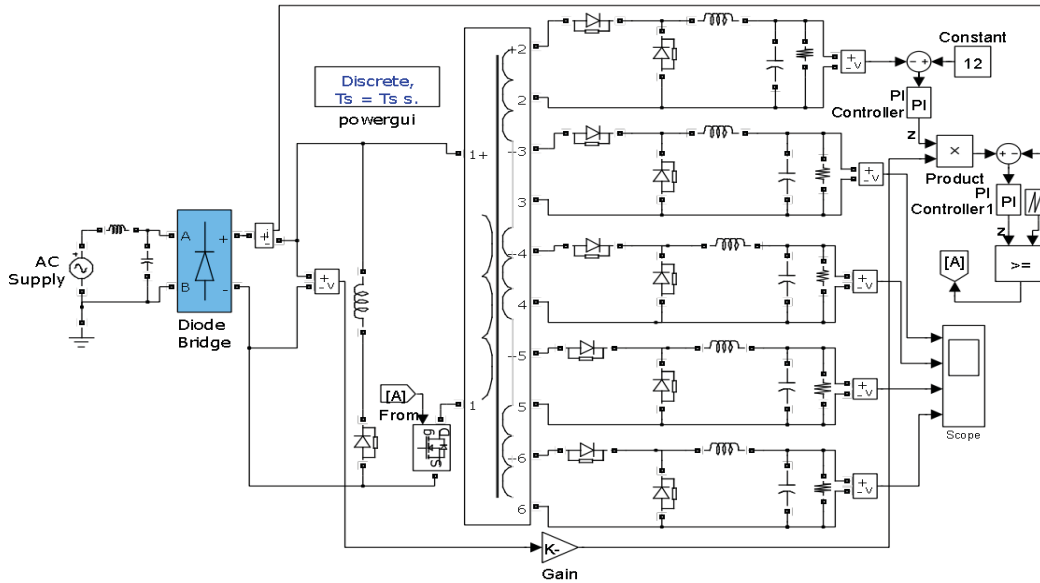 Discrete,
Ts = Ts s.
powergui
AC
Supply
A
B
+
-
Diode
Bridge
i
+
-v
[A]
From
g
D
S
1+
1
+2
2
--3
3
--4
4
--5
5
--6
6
+
-v
+
-v
+
-v
+
-v
+
-v
Constant
12
- +
PI
Controller
PI
z
×
Product
+ -
PI
Controller1
PI
z
>=
[A]
Scope
K-
Gain